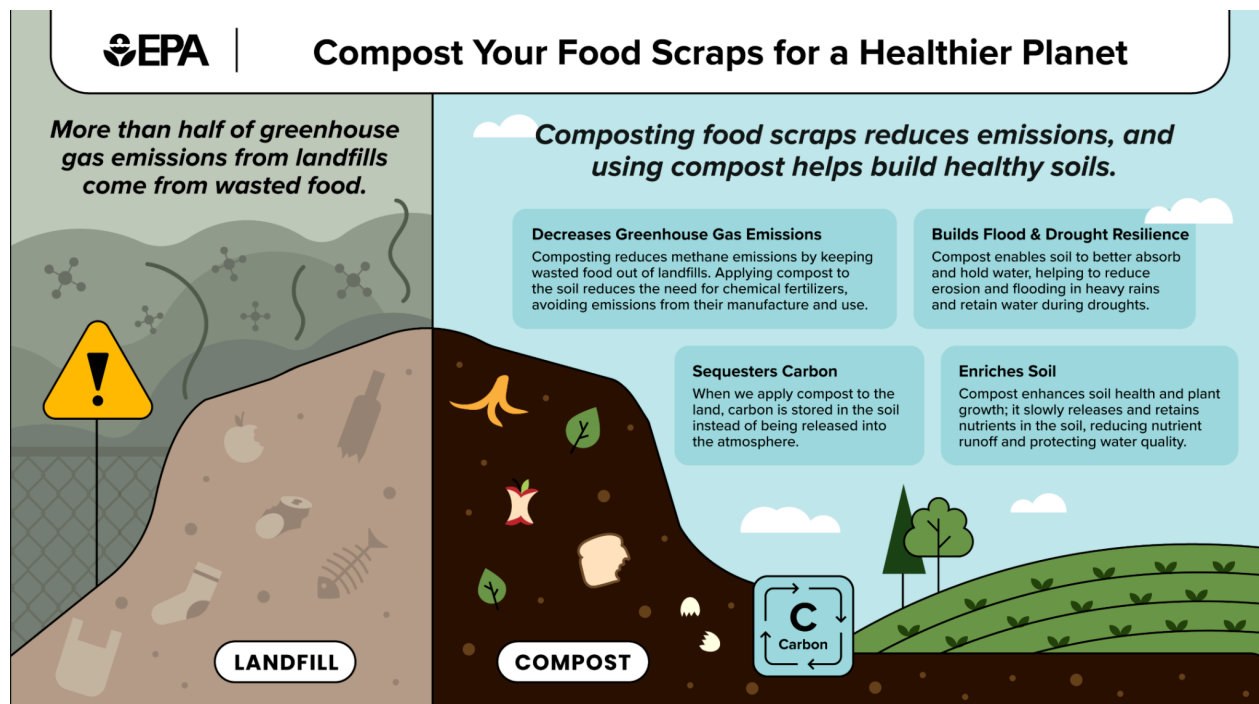 EPA
Compost Your Food Scraps for a Healthier Planet
More than half of greenhouse
gas emissions from landfills
come from wasted food.
Composting food scraps reduces emissions, and
using compost helps build healthy soils.
Decreases Greenhouse Gas Emissions
Composting reduces methane emissions by keeping
wasted food out of landfills. Applying compost to
the soil reduces the need for chemical fertilizers,
avoiding emissions from their manufacture and use.
Builds Flood & Drought Resilience
Compost enables soil to better absorb
and hold water, helping to reduce
erosion and flooding in heavy rains
and retain water during droughts.
Sequesters Carbon
When we apply compost to the
land, carbon is stored in the soil
instead of being released into
the atmosphere.
Enriches Soil
Compost enhances soil health and plant
growth; it slowly releases and retains
nutrients in the soil, reducing nutrient
runoff and protecting water quality.
!
LANDFILL
COMPOST
C
Carbon